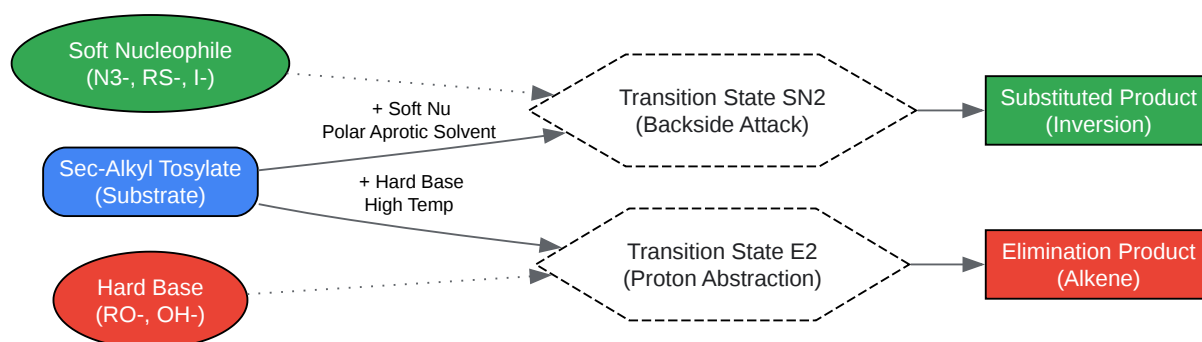 Soft Nucleophile
(N3-, RS-, I-)
+ Soft Nu
Polar Aprotic Solvent
Transition State SN2
(Backside Attack)
Substituted Product
(Inversion)
Sec-Alkyl Tosylate
(Substrate)
+ Hard Base
High Temp
Transition State E2
(Proton Abstraction)
Elimination Product
(Alkene)
Hard Base
(RO-, OH-)